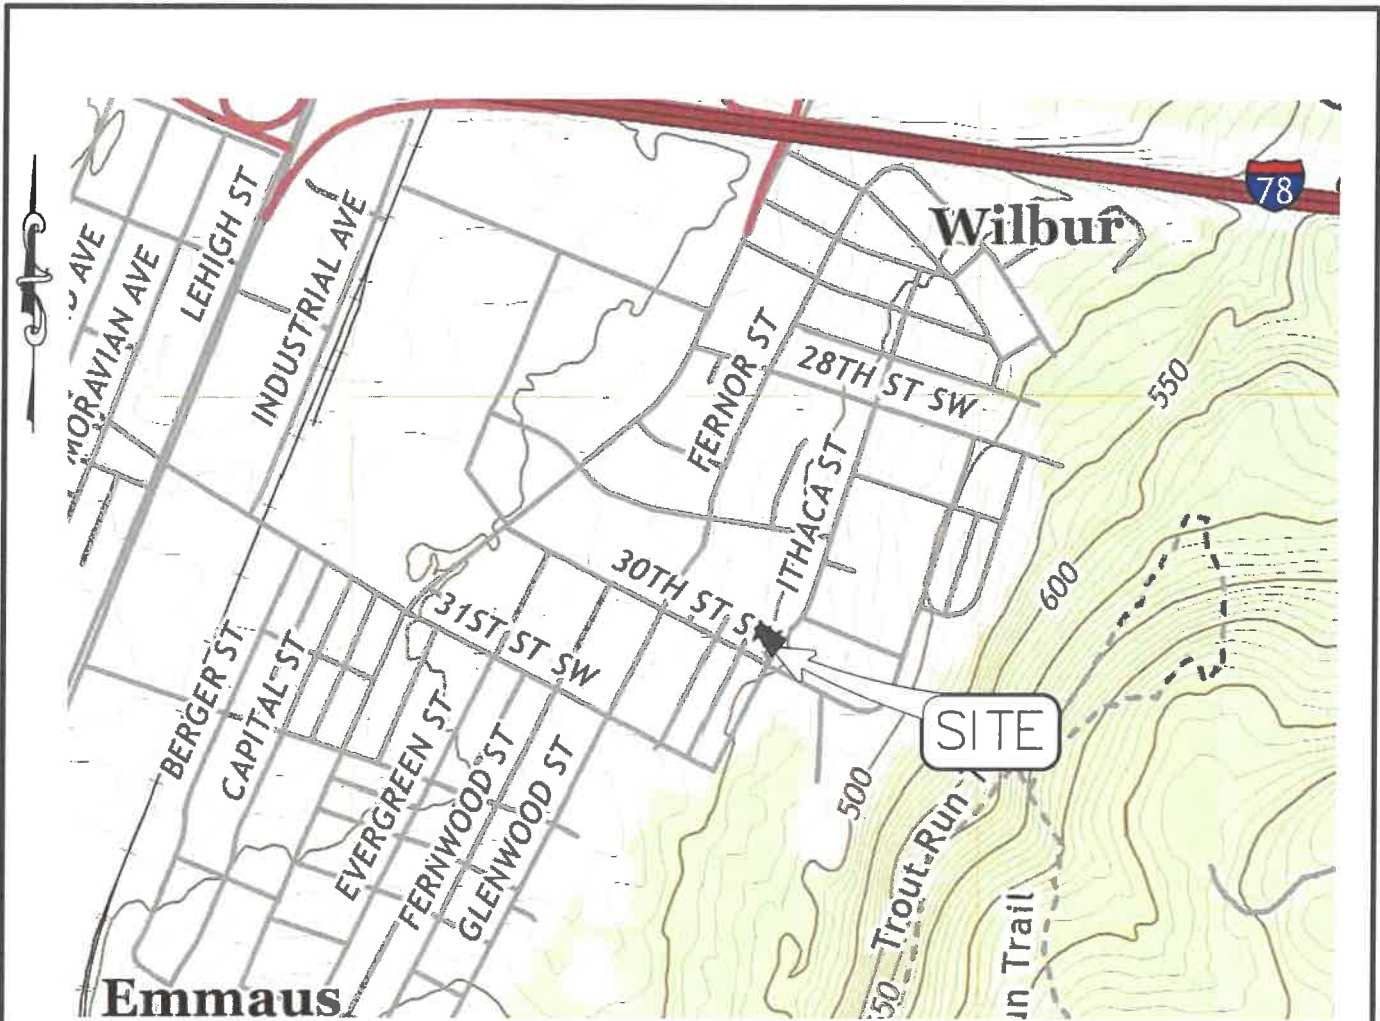 78
Wilbur
AVE
MORAVIAN AVE
LEHIGH ST
INDUSTRIAL AVE
FERNOR ST
28TH ST SW
550
ITHACA ST
30TH ST S
600
31ST ST SW
BERGER ST
CAPITAL ST
SITE
EVERGREEN ST
FERNWOOD ST
GLENWOOD ST
500
Trout Run
Trail
Emmaus